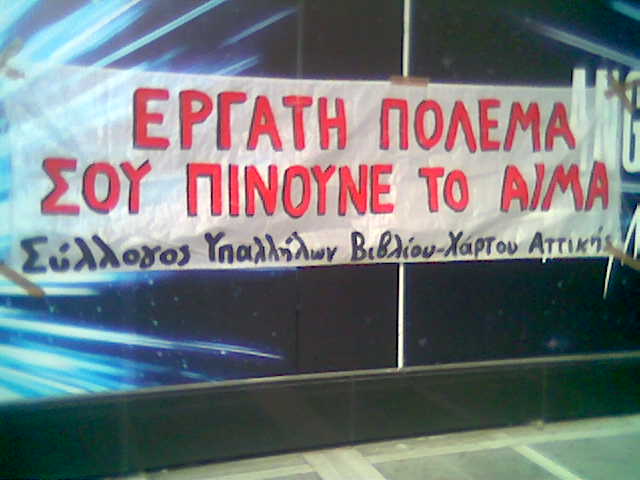 ΕΡΓΑΤΗ ΠΟΛΕΜΑ
ΣΟΥ ΠΙΝΟΥΝΕ ΤΟ ΑΙΜΑ
Σύλλογος Υπαλλήλων Βιβλίου-Χάρτου Αττικής